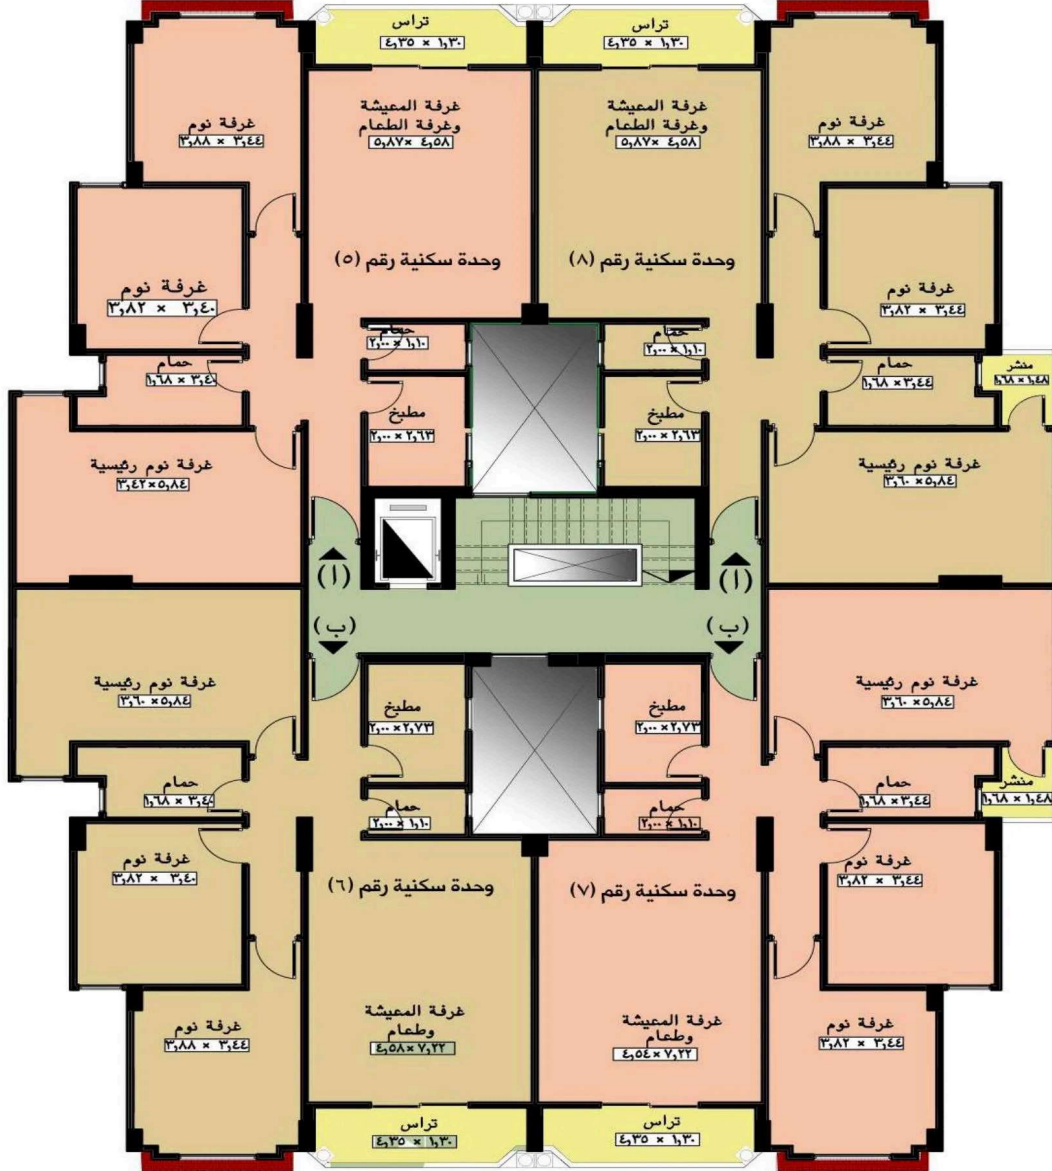 تراس
٤,٣٥ × ١,٣٠
تراس
٤,٣٥ × ١,٣٠
غرفة نوم
٣,٨٨ × ٣,٤٤
غرفة المعيشة
وغرفة الطعام
٥,٨٧ × ٤,٥٨
غرفة المعيشة
وغرفة الطعام
٥,٨٧ × ٤,٥٨
غرفة نوم
٣,٨٨ × ٣,٤٤
وحدة سكنية رقم (٥)
وحدة سكنية رقم (٨)
غرفة نوم
٣,٨٢ × ٣,٤٠
غرفة نوم
٣,٨٢ × ٣,٤٤
حمام
٢,٠٠ × ١,١٠
حمام
٢,٠٠ × ١,١٠
حمام
١,٦٨ × ٣,٤٠
حمام
١,٦٨ × ٣,٤٤
منشر
١,٦٨ × ١,٤٨
مطبخ
٢,٠٠ × ٢,٦٣
مطبخ
٢,٠٠ × ٢,٦٣
غرفة نوم رئيسية
٣,٤٢ × ٥,٨٤
غرفة نوم رئيسية
٣,٦٠ × ٥,٨٤
(أ)
(أ)
(ب)
(ب)
غرفة نوم رئيسية
٣,٦٠ × ٥,٨٤
غرفة نوم رئيسية
٣,٦٠ × ٥,٨٤
مطبخ
٢,٠٠ × ٢,٧٣
مطبخ
٢,٠٠ × ٢,٧٣
حمام
١,٦٨ × ٣,٤٠
حمام
١,٦٨ × ٣,٤٤
منشر
١,٦٨ × ١,٤٨
حمام
٢,٠٠ × ١,١٠
حمام
٢,٠٠ × ١,١٠
غرفة نوم
٣,٨٢ × ٣,٤٠
غرفة نوم
٣,٨٢ × ٣,٤٤
وحدة سكنية رقم (٦)
وحدة سكنية رقم (٧)
غرفة نوم
٣,٨٨ × ٣,٤٤
غرفة المعيشة
وطعام
٤,٥٨ × ٧,٢٢
غرفة المعيشة
وطعام
٤,٥٤ × ٧,٢٢
غرفة نوم
٣,٨٢ × ٣,٤٤
تراس
٤,٣٥ × ١,٣٠
تراس
٤,٣٥ × ١,٣٠